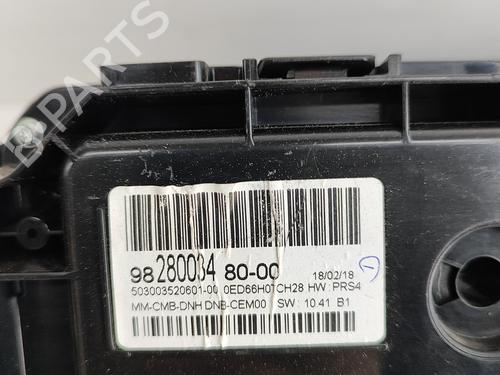 B-PARTS
98 280034 80-00 18/02/18
503003520601-00 0ED66H0TCH28 HW : PRS4
MM-CMB-DNH DNB-CEM00 SW : 10.41 B1